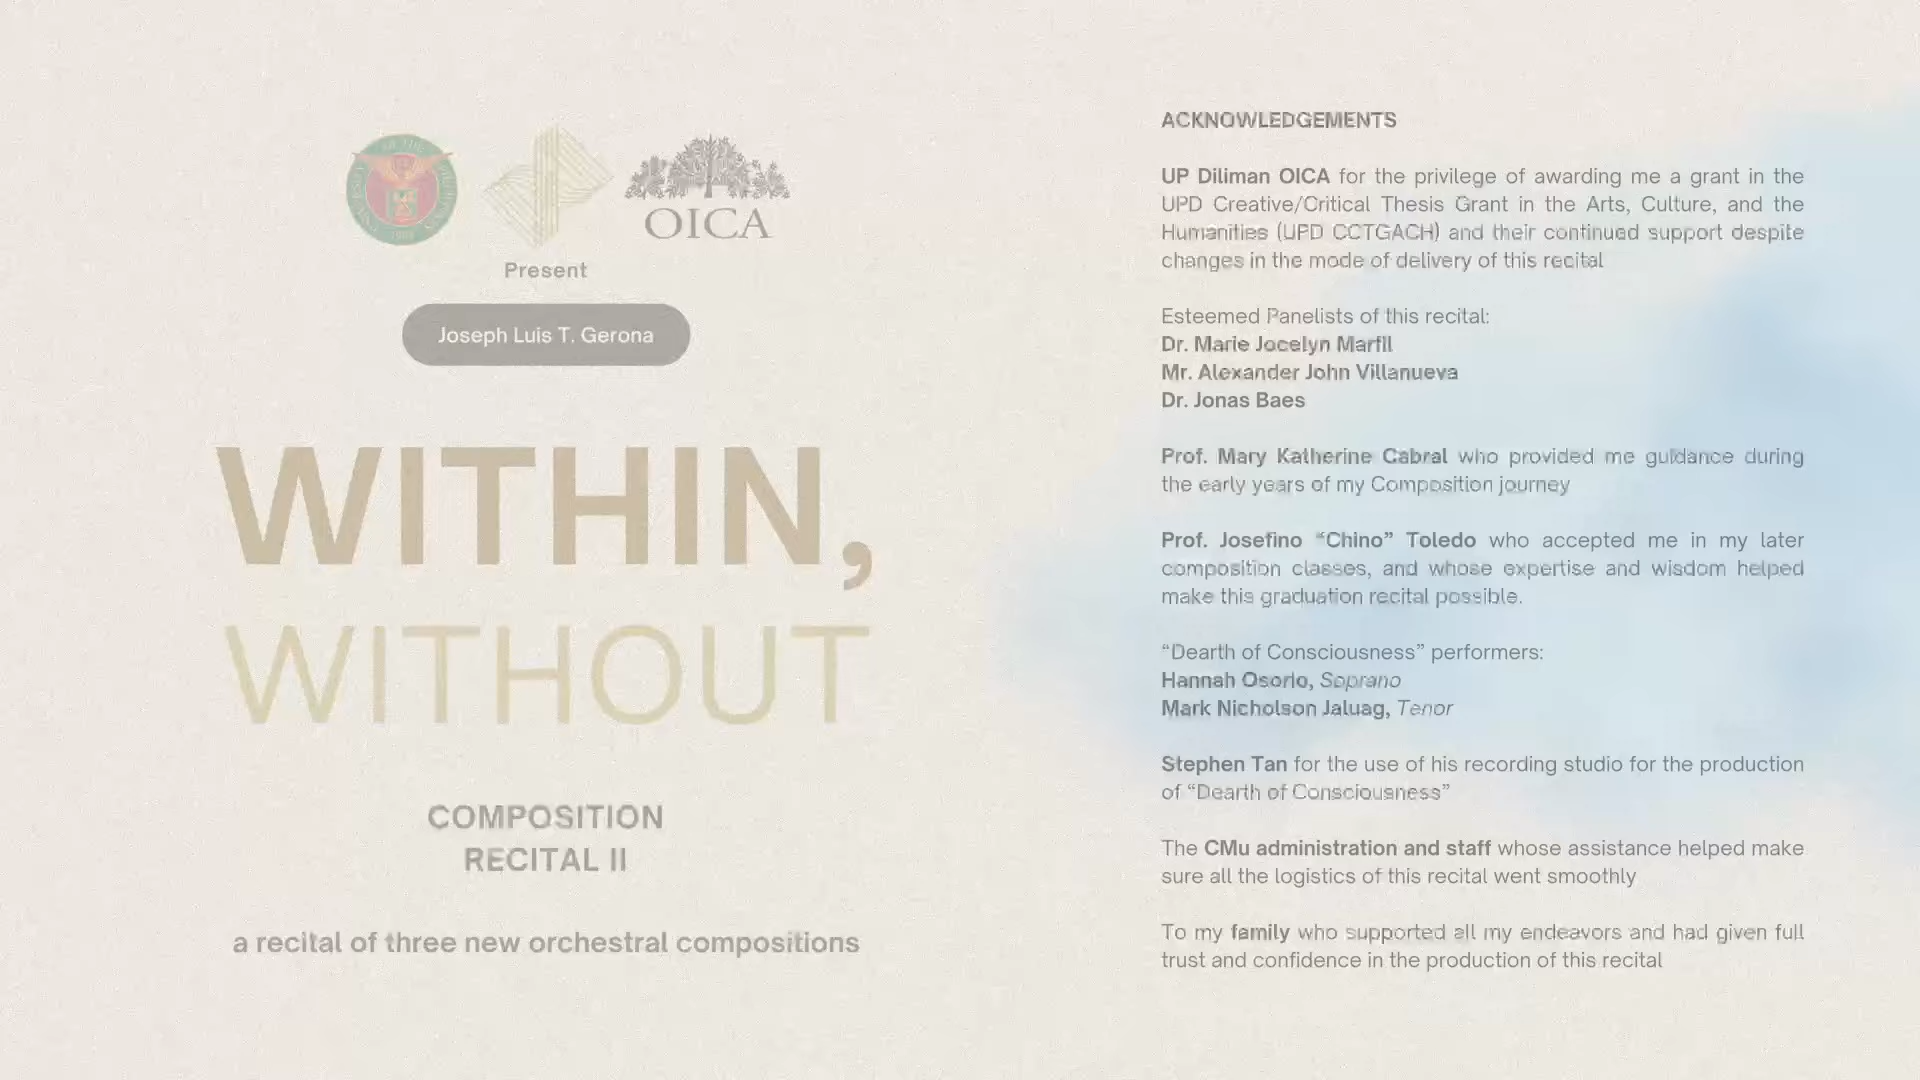 OICA
Present
Joseph Luis T. Gerona
WITHIN,
WITHOUT
COMPOSITION
RECITAL II
a recital of three new orchestral compositions
ACKNOWLEDGEMENTS
UP Diliman OICA for the privilege of awarding me a grant in the
UPD Creative/Critical Thesis Grant in the Arts, Culture, and the
Humanities (UPD CCTGACH) and their continued support despite
changes in the mode of delivery of this recital
Esteemed Panelists of this recital:
Dr. Marie Jocelyn Marfil
Mr. Alexander John Villanueva
Dr. Jonas Baes
Prof. Mary Katherine Cabral who provided me guidance during
the early years of my Composition journey
Prof. Josefino “Chino” Toledo who accepted me in my later
composition classes, and whose expertise and wisdom helped
make this graduation recital possible.
“Dearth of Consciousness” performers:
Hannah Osorio, Soprano
Mark Nicholson Jaluag, Tenor
Stephen Tan for the use of his recording studio for the production
of “Dearth of Consciousness”
The CMu administration and staff whose assistance helped make
sure all the logistics of this recital went smoothly
To my family who supported all my endeavors and had given full
trust and confidence in the production of this recital